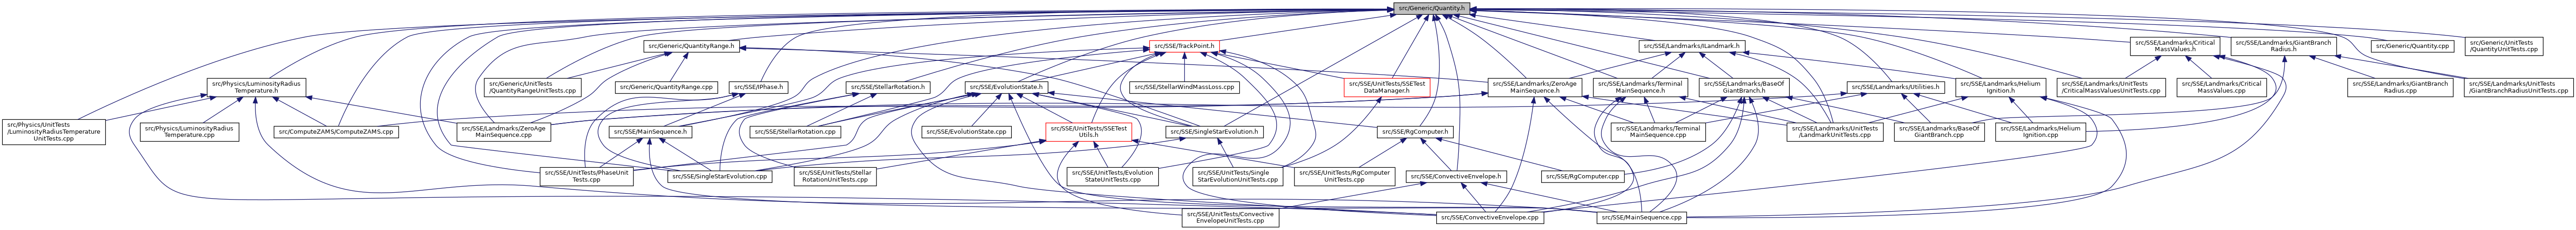 src/Generic/Quantity.h
src/Generic/QuantityRange.h
src/SSE/TrackPoint.h
src/SSE/Landmarks/ILandmark.h
src/SSE/Landmarks/Critical
MassValues.h
src/SSE/Landmarks/GiantBranch
Radius.h
src/Generic/Quantity.cpp
src/Generic/UnitTests
/QuantityUnitTests.cpp
src/Physics/LuminosityRadius
Temperature.h
src/Generic/UnitTests
/QuantityRangeUnitTests.cpp
src/Generic/QuantityRange.cpp
src/SSE/IPhase.h
src/SSE/StellarRotation.h
src/SSE/EvolutionState.h
src/SSE/StellarWindMassLoss.cpp
src/SSE/UnitTests/SSETest
DataManager.h
src/SSE/Landmarks/ZeroAge
MainSequence.h
src/SSE/Landmarks/Terminal
MainSequence.h
src/SSE/Landmarks/BaseOf
GiantBranch.h
src/SSE/Landmarks/Utilities.h
src/SSE/Landmarks/Helium
Ignition.h
src/SSE/Landmarks/UnitTests
/CriticalMassValuesUnitTests.cpp
src/SSE/Landmarks/Critical
MassValues.cpp
src/SSE/Landmarks/GiantBranch
Radius.cpp
src/SSE/Landmarks/UnitTests
/GiantBranchRadiusUnitTests.cpp
src/Physics/UnitTests
/LuminosityRadiusTemperature
UnitTests.cpp
src/Physics/LuminosityRadius
Temperature.cpp
src/ComputeZAMS/ComputeZAMS.cpp
src/SSE/Landmarks/ZeroAge
MainSequence.cpp
src/SSE/MainSequence.h
src/SSE/StellarRotation.cpp
src/SSE/EvolutionState.cpp
src/SSE/UnitTests/SSETest
Utils.h
src/SSE/SingleStarEvolution.h
src/SSE/RgComputer.h
src/SSE/Landmarks/Terminal
MainSequence.cpp
src/SSE/Landmarks/UnitTests
/LandmarkUnitTests.cpp
src/SSE/Landmarks/BaseOf
GiantBranch.cpp
src/SSE/Landmarks/Helium
Ignition.cpp
src/SSE/UnitTests/PhaseUnit
Tests.cpp
src/SSE/SingleStarEvolution.cpp
src/SSE/UnitTests/Stellar
RotationUnitTests.cpp
src/SSE/UnitTests/Evolution
StateUnitTests.cpp
src/SSE/UnitTests/Single
StarEvolutionUnitTests.cpp
src/SSE/UnitTests/RgComputer
UnitTests.cpp
src/SSE/ConvectiveEnvelope.h
src/SSE/RgComputer.cpp
src/SSE/UnitTests/Convective
EnvelopeUnitTests.cpp
src/SSE/ConvectiveEnvelope.cpp
src/SSE/MainSequence.cpp